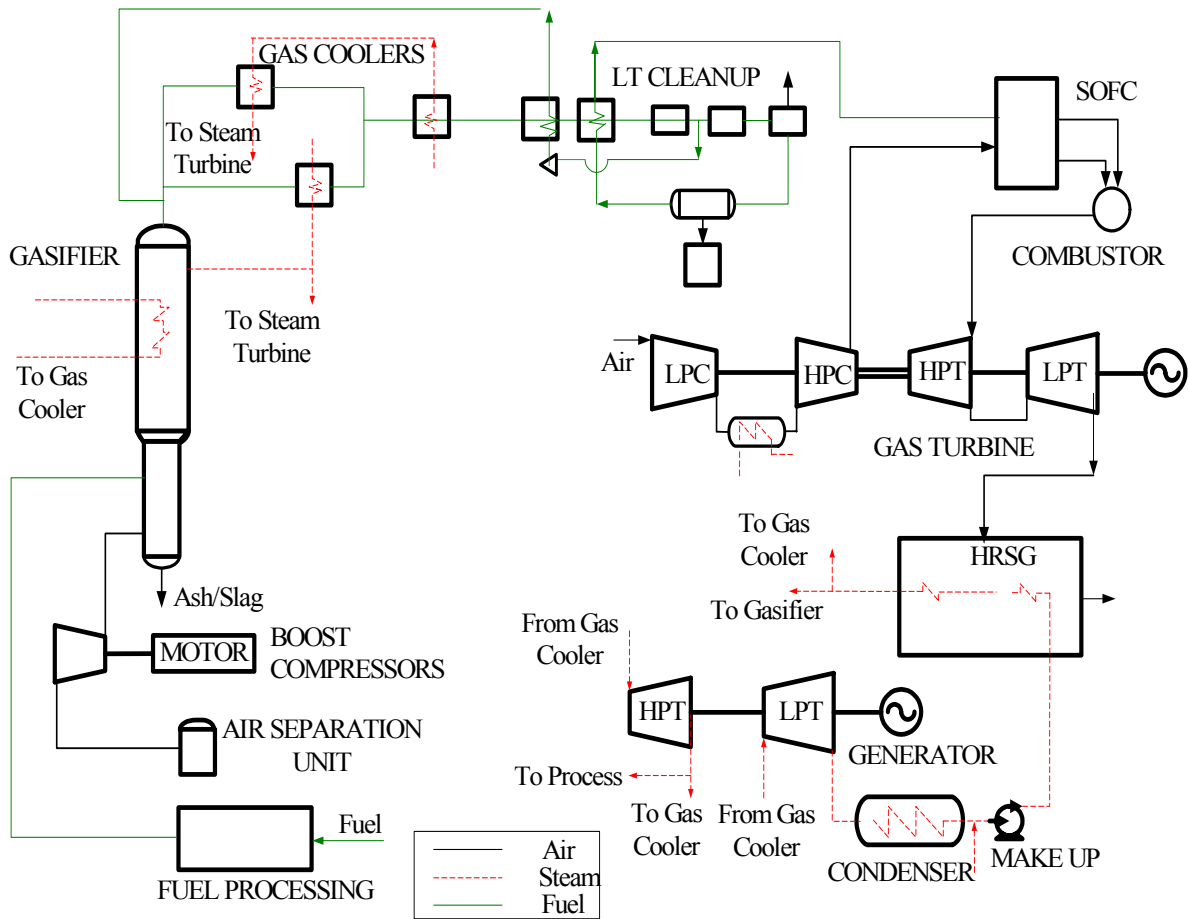 GAS COOLERS
To Steam
Turbine
LT CLEANUP
SOFC
COMBUSTOR
GASIFIER
To Steam
Turbine
To Gas
Cooler
Air
LPC
HPC
HPT
LPT
GAS TURBINE
To Gas
Cooler
HRSG
To Gasifier
Ash/Slag
MOTOR
BOOST
COMPRESSORS
From Gas
Cooler
HPT
LPT
GENERATOR
AIR SEPARATION
UNIT
To Process
To Gas
Cooler
From Gas
Cooler
CONDENSER
MAKE UP
Fuel
FUEL PROCESSING
Air
Steam
Fuel